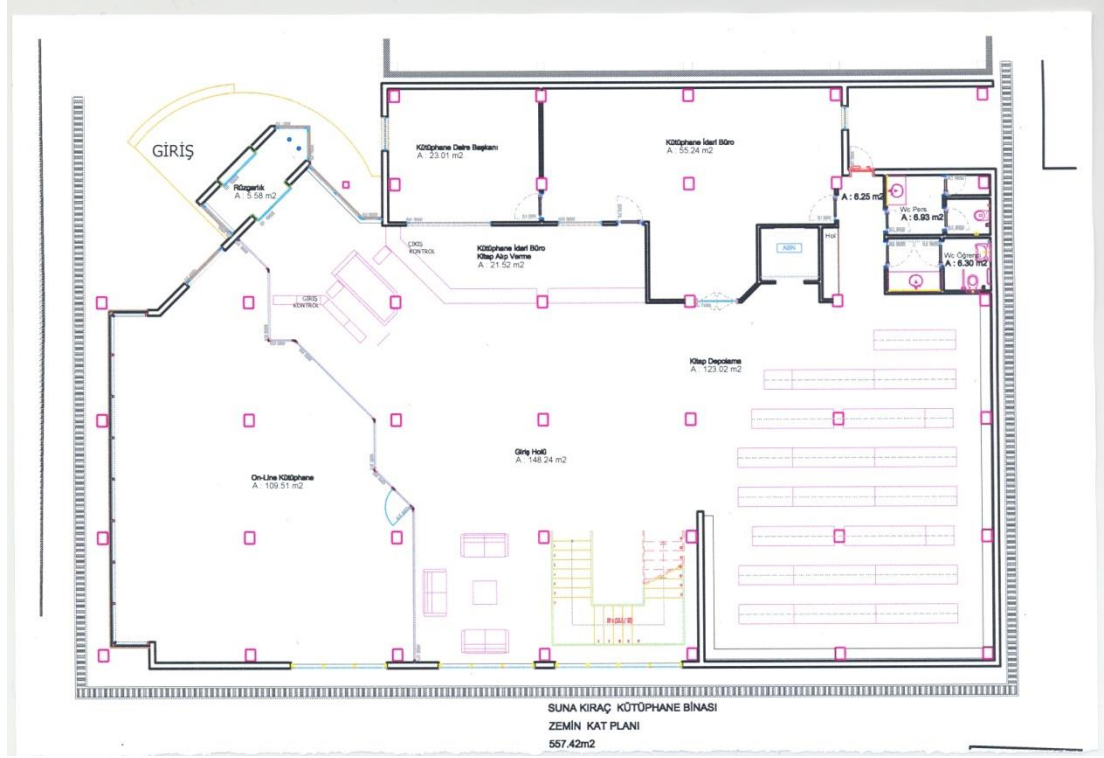 GİRİŞ
Rüzgarlık
A : 5.58 m2
Kütüphane Daire Başkanı
A : 23.01 m2
Kütüphane İdari Büro
A : 55.24 m2
A : 6.25 m2
Wc Pers.
A : 6.93 m2
Hol
Wc Öğrenci
A : 6.30 m2
ASN
ÇIKIŞ
KONTROL
Kütüphane İdari Büro
Kitap Alıp Verme
A : 21.52 m2
GİRİŞ
KONTROL
Kitap Depolama
A : 123.02 m2
Giriş Holü
A : 148.24 m2
On-Line Kütüphane
A : 109.51 m2
SUNA KIRAÇ KÜTÜPHANE BİNASI
ZEMİN KAT PLANI
557.42m2